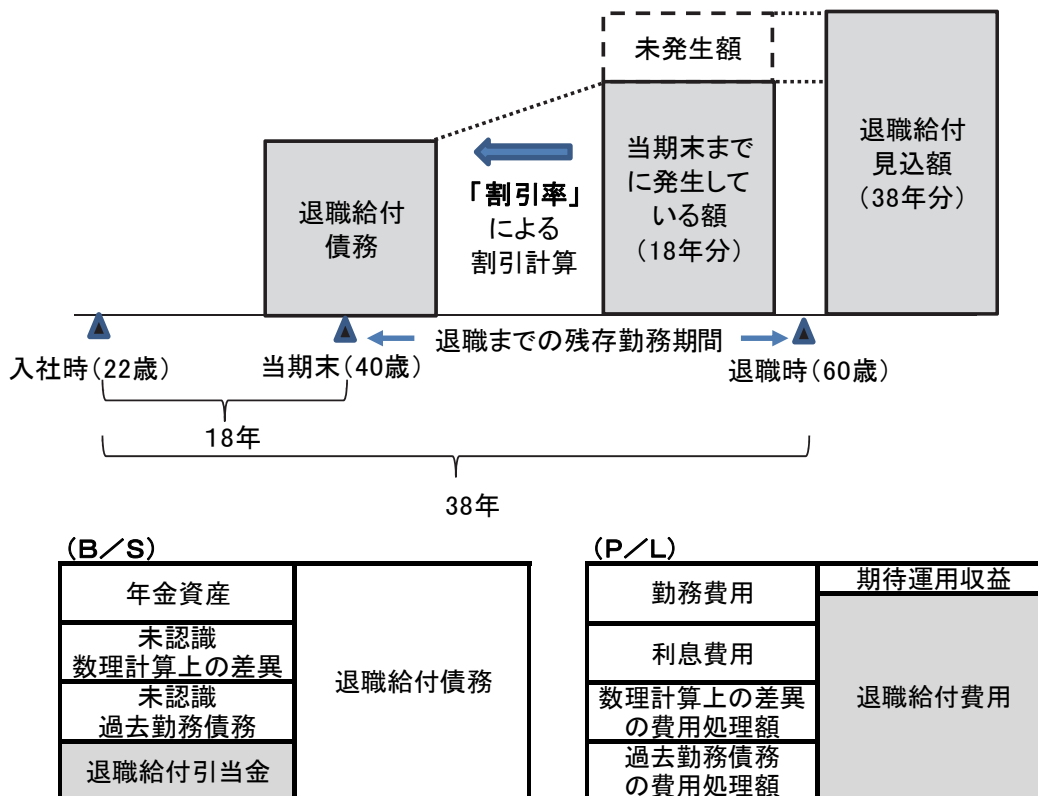 未発生額
退職給付
債務
「割引率」
による
割引計算
当期末まで
に発生して
いる額
（18年分）
退職給付
見込額
（38年分）
退職までの残存勤務期間
入社時（22歳）
当期末（40歳）
退職時（60歳）
18年
38年
（B／S）
年金資産
未認識
数理計算上の差異
未認識
過去勤務債務
退職給付引当金
退職給付債務
（P／L）
勤務費用
利息費用
数理計算上の差異
の費用処理額
過去勤務債務
の費用処理額
期待運用収益
退職給付費用